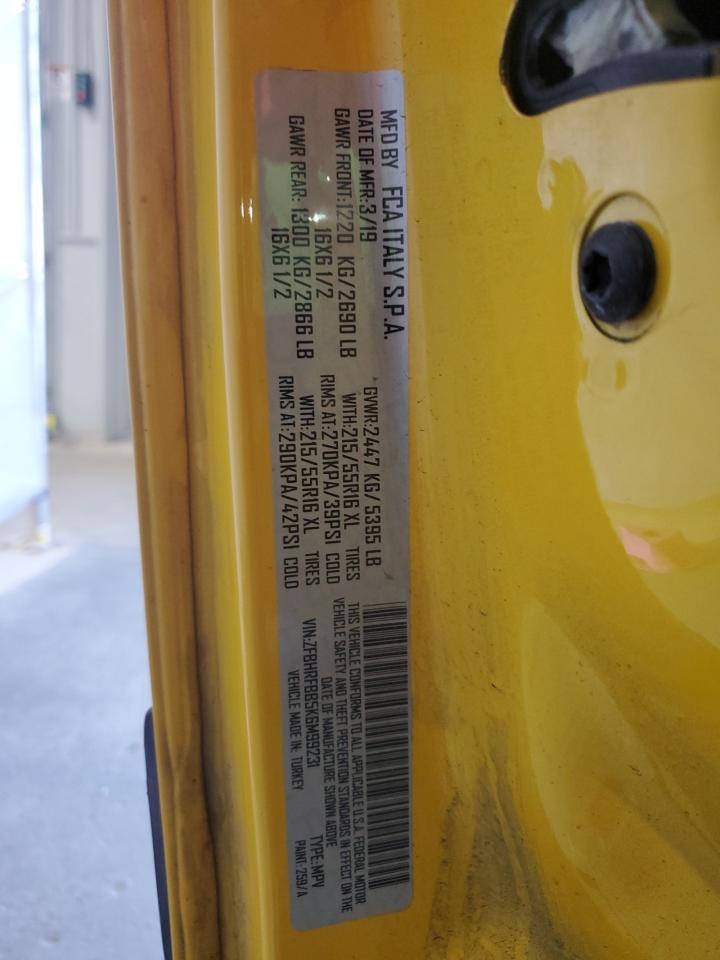 MFD BY FCA ITALY S.P.A.
DATE OF MFR:3/19
GVWR:2447 KG/5395 LB
GAWR FRONT:1220 KG/2690 LB
WITH:215/55R16 XL TIRES
16X6 1/2
RIMS AT:270KPA/39PSI COLD
GAWR REAR: 1300 KG/2866 LB
WITH:215/55R16 XL TIRES
16X6 1/2
RIMS AT:290KPA/42PSI COLD
THIS VEHICLE CONFORMS TO ALL APPLICABLE U.S.A. FEDERAL MOTOR
VEHICLE SAFETY AND THEFT PREVENTION STANDARDS IN EFFECT ON THE
DATE OF MANUFACTURE SHOWN ABOVE
VIN:ZFBHRFBB5K6M99231
TYPE:MPV
VEHICLE MADE IN: TURKEY
PAINT: 259/A